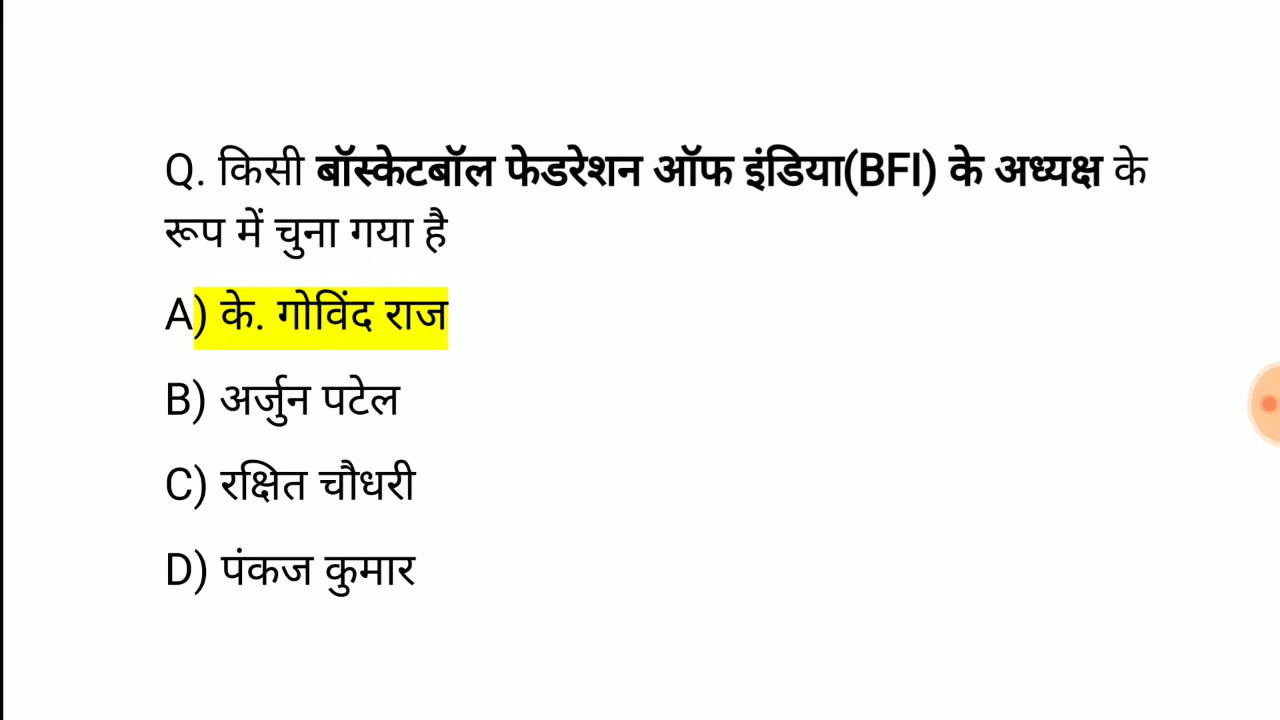 Q. किसी बॉस्केटबॉल फेडरेशन ऑफ इंडिया(BFI) के अध्यक्ष के
रूप में चुना गया है
A) के. गोविंद राज
B) अर्जुन पटेल
C) रक्षित चौधरी
D) पंकज कुमार